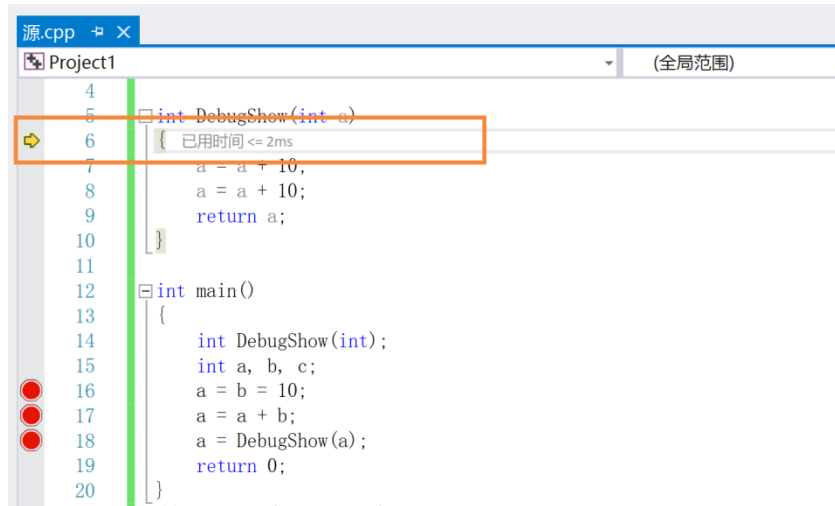 源.cpp
Project1
(全局范围)
4
5 int DebugShow(int a)
6 { 已用时间 <= 2ms
7 a = a + 10;
8 a = a + 10;
9 return a;
10 }
11
12 int main()
13 {
14 int DebugShow(int);
15 int a, b, c;
16 a = b = 10;
17 a = a + b;
18 a = DebugShow(a);
19 return 0;
20 }